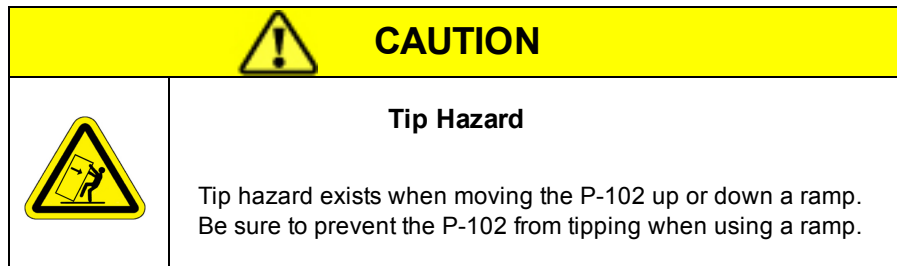 CAUTION
Tip Hazard
Tip hazard exists when moving the P-102 up or down a ramp.
Be sure to prevent the P-102 from tipping when using a ramp.